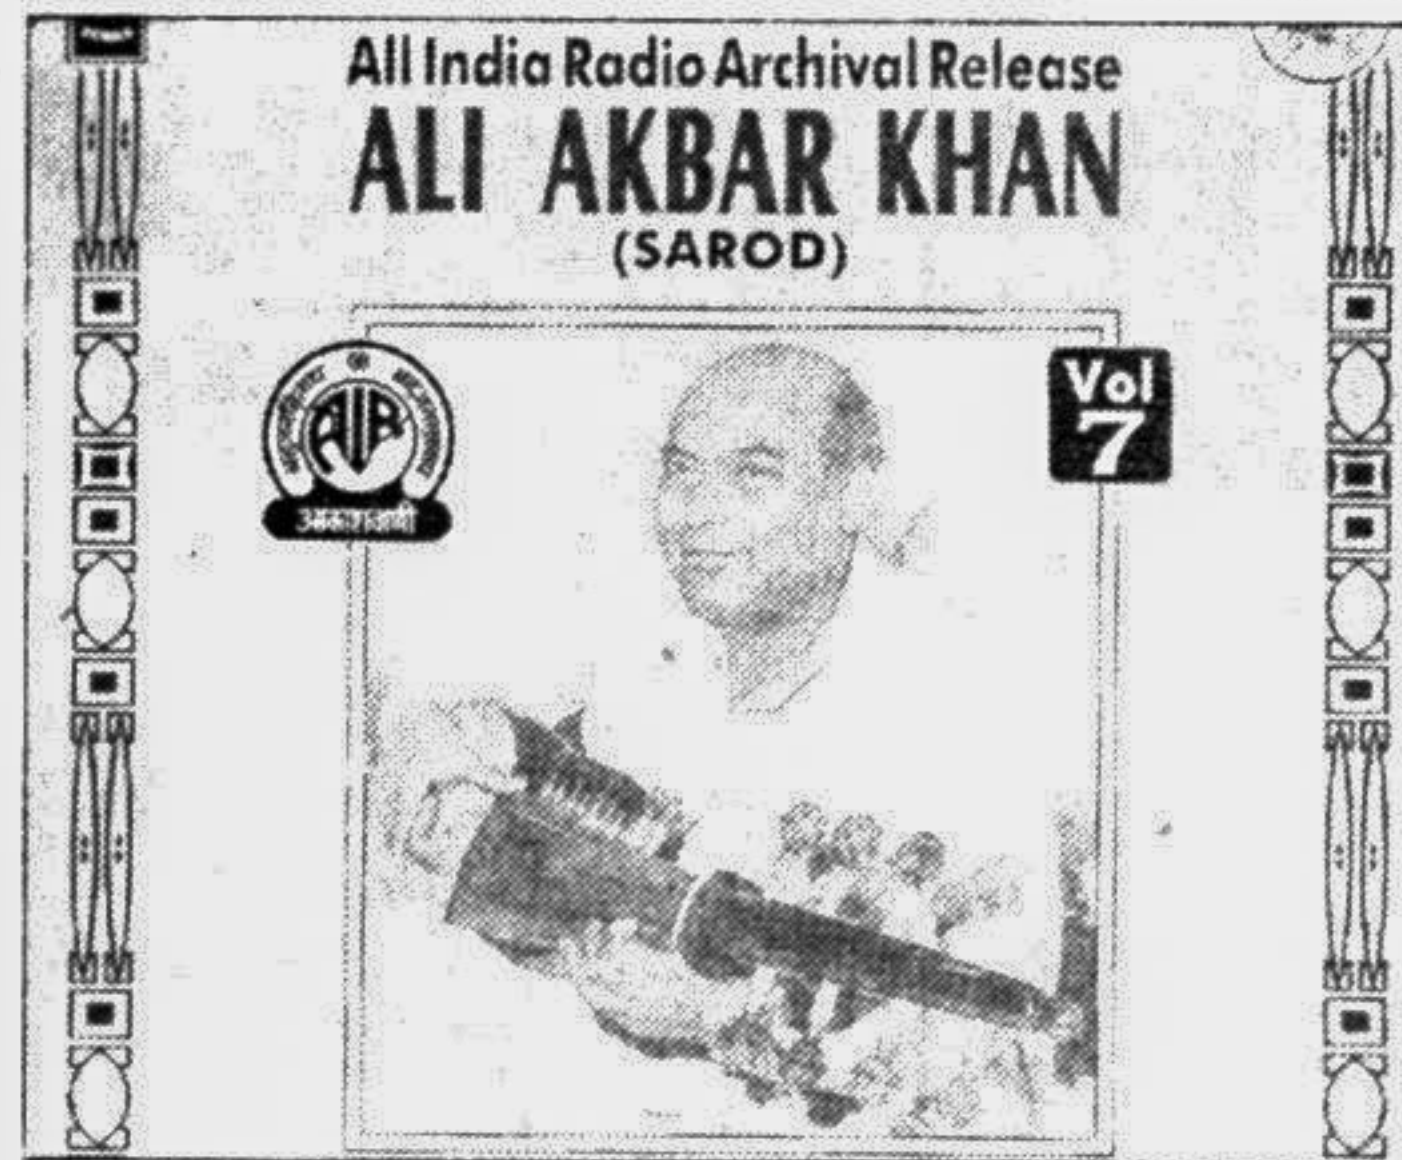 All India Radio Archival Release
ALI AKBAR KHAN
(SAROD)
AIR
Vol
7
आकाशवाणी